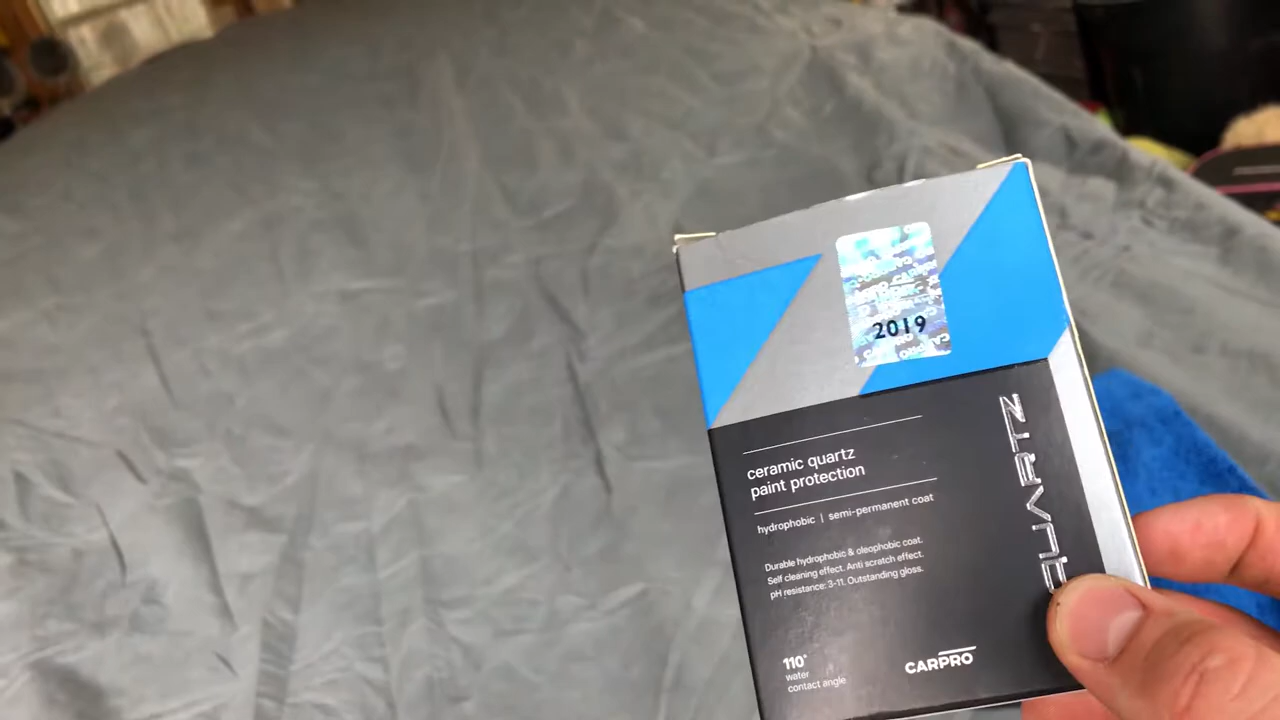 2019
ceramic quartz
paint protection
hydrophobic | semi-permanent coat
Durable hydrophobic & oleophobic coat.
Self cleaning effect. Anti scratch effect.
pH resistance: 3-11. Outstanding gloss.
110°
water
contact angle
CARPRO
QUARTZ